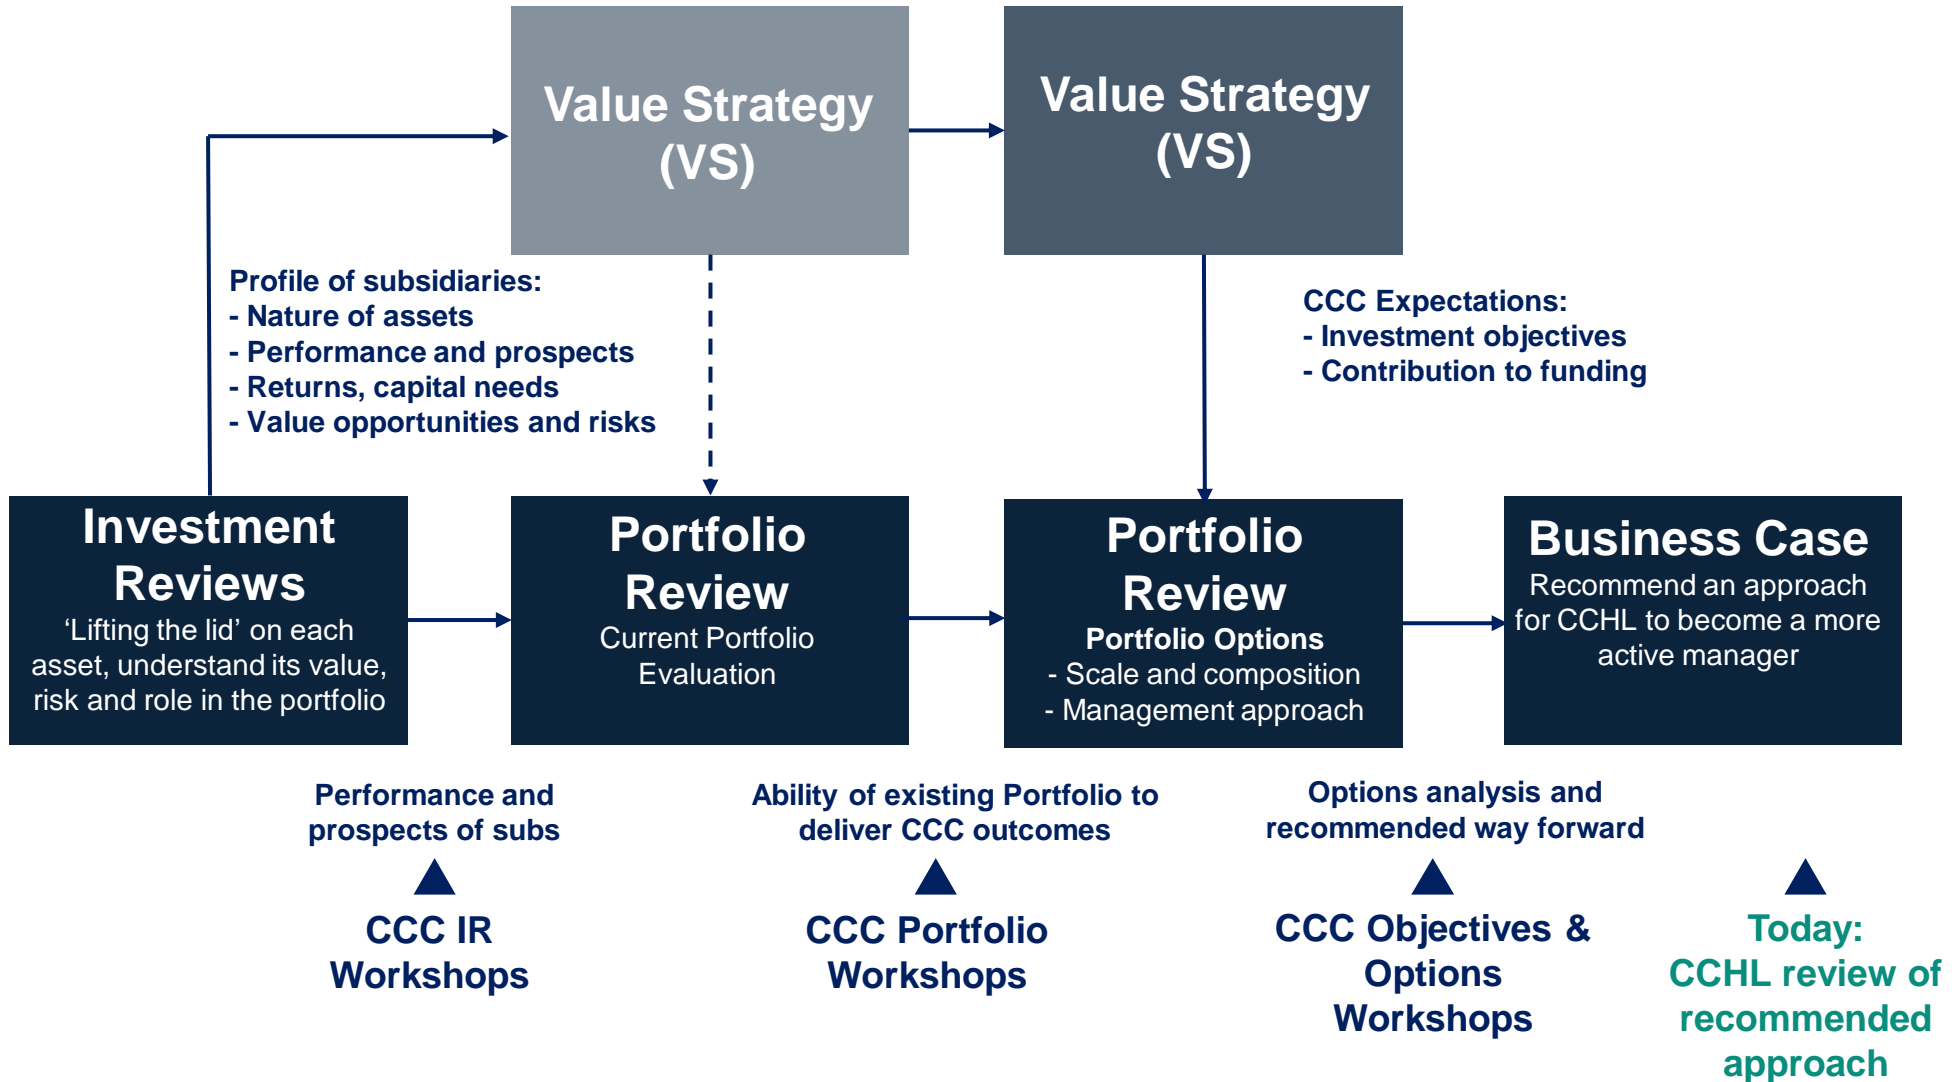 Value Strategy
(VS)
Value Strategy
(VS)
Profile of subsidiaries:
- Nature of assets
- Performance and prospects
- Returns, capital needs
- Value opportunities and risks
CCC Expectations:
- Investment objectives
- Contribution to funding
Investment
Reviews
‘Lifting the lid’ on each
asset, understand its value,
risk and role in the portfolio
Portfolio
Review
Current Portfolio
Evaluation
Portfolio
Review
Portfolio Options
- Scale and composition
- Management approach
Business Case
Recommend an approach
for CCHL to become a more
active manager
Performance and
prospects of subs
Ability of existing Portfolio to
deliver CCC outcomes
Options analysis and
recommended way forward
CCC IR
Workshops
CCC Portfolio
Workshops
CCC Objectives &
Options
Workshops
Today:
CCHL review of
recommended
approach